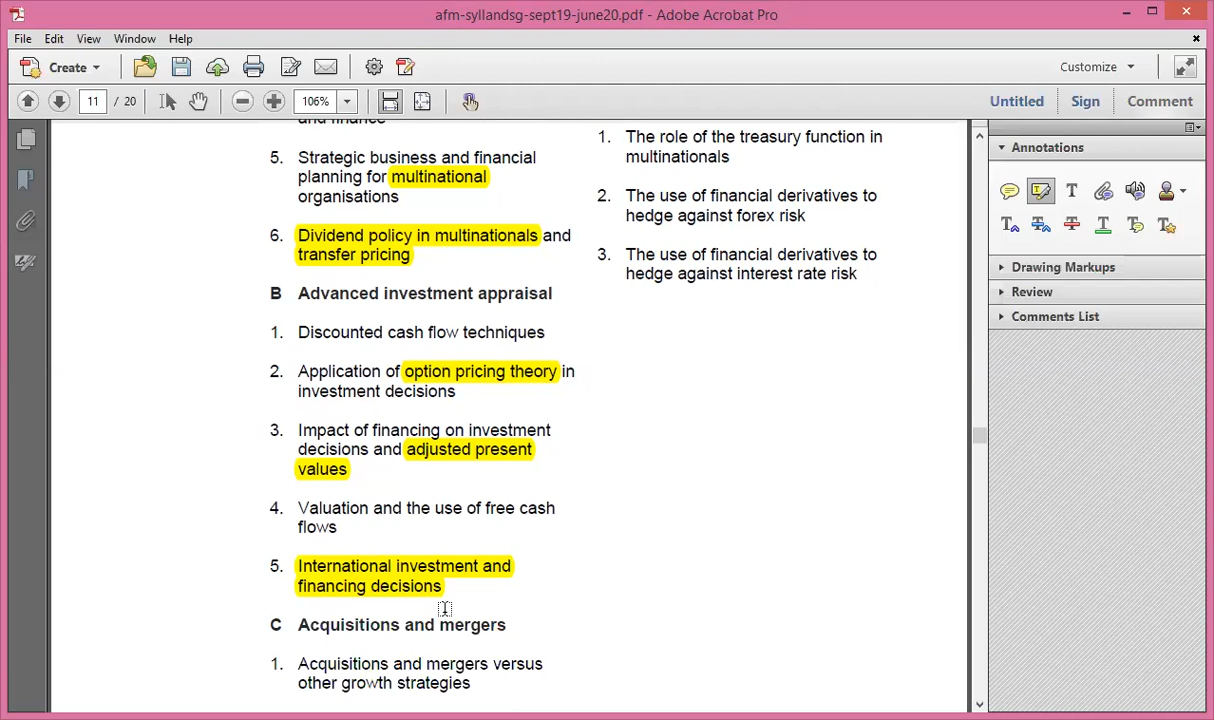 afm-syllandsg-sept19-june20.pdf - Adobe Acrobat Pro
File Edit View Window Help
Create Customize
11 / 20 106% Untitled Sign Comment
and finance
5. Strategic business and financial
planning for multinational
organisations
6. Dividend policy in multinationals and
transfer pricing
B Advanced investment appraisal
1. Discounted cash flow techniques
2. Application of option pricing theory in
investment decisions
3. Impact of financing on investment
decisions and adjusted present
values
4. Valuation and the use of free cash
flows
5. International investment and
financing decisions
C Acquisitions and mergers
1. Acquisitions and mergers versus
other growth strategies
1. The role of the treasury function in
multinationals
2. The use of financial derivatives to
hedge against forex risk
3. The use of financial derivatives to
hedge against interest rate risk
Annotations
Drawing Markups
Review
Comments List